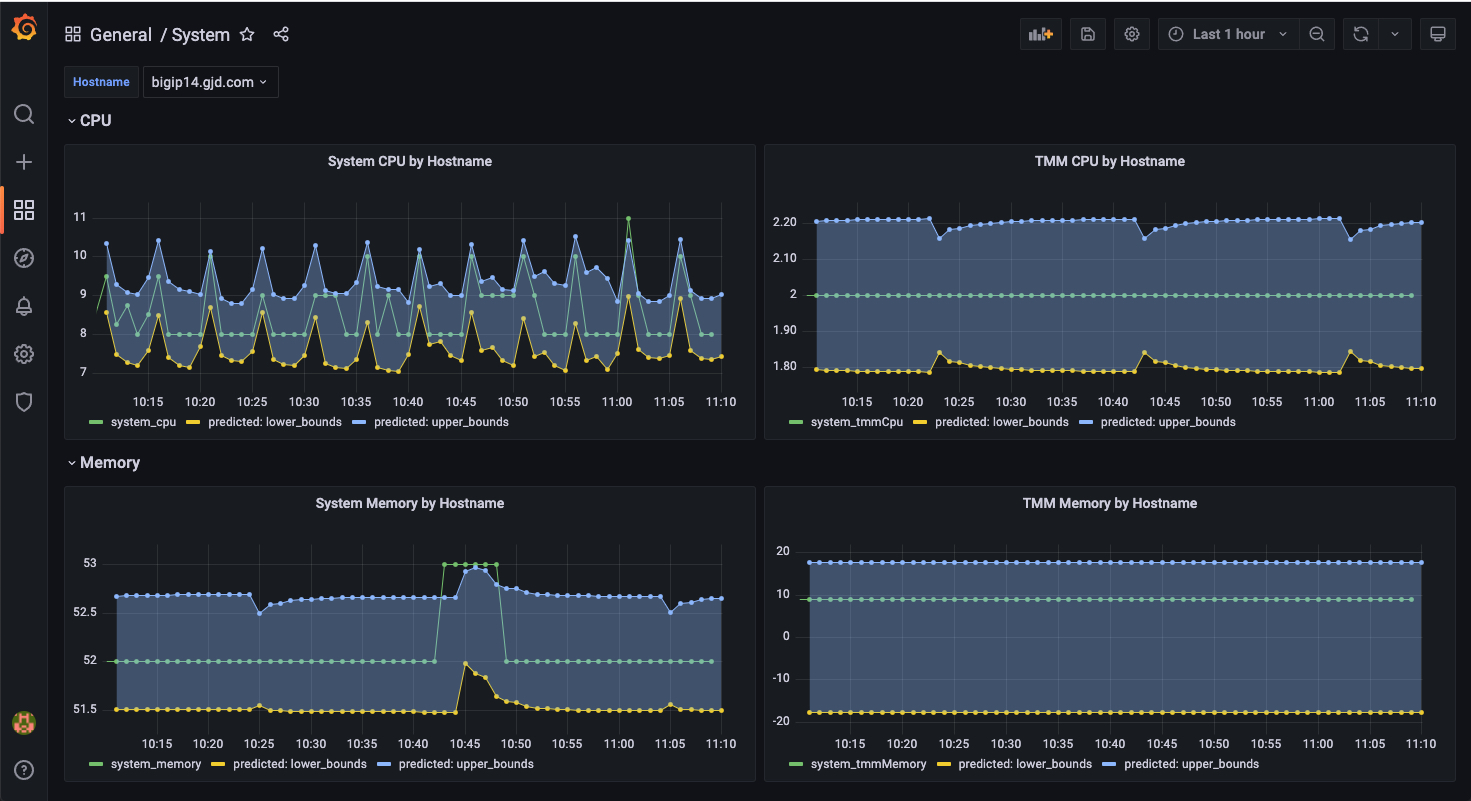 General / System
Last 1 hour
Hostname
bigip14.gjd.com
CPU
System CPU by Hostname
11
10
9
8
7
10:15 10:20 10:25 10:30 10:35 10:40 10:45 10:50 10:55 11:00 11:05 11:10
system_cpu predicted: lower_bounds predicted: upper_bounds
TMM CPU by Hostname
2.20
2.10
2
1.90
1.80
10:15 10:20 10:25 10:30 10:35 10:40 10:45 10:50 10:55 11:00 11:05 11:10
system_tmmCpu predicted: lower_bounds predicted: upper_bounds
Memory
System Memory by Hostname
53
52.5
52
51.5
10:15 10:20 10:25 10:30 10:35 10:40 10:45 10:50 10:55 11:00 11:05 11:10
system_memory predicted: lower_bounds predicted: upper_bounds
TMM Memory by Hostname
20
10
0
-10
-20
10:15 10:20 10:25 10:30 10:35 10:40 10:45 10:50 10:55 11:00 11:05 11:10
system_tmmMemory predicted: lower_bounds predicted: upper_bounds